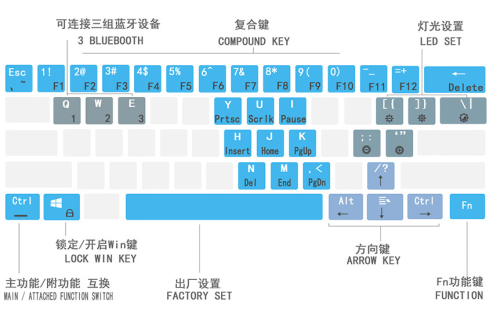 可连接三组蓝牙设备
3 BLUEBOOTH
复合键
COMPOUND KEY
灯光设置
LED SET
Esc 1! 2@ 3# 4$ 5% 6^ 7& 8* 9( 0) -_ =+ ←
、~ F1 F2 F3 F4 F5 F6 F7 F8 F9 F10 F11 F12 Delete
Q W E Y U I [{ ]} \|
1 2 3 Prtsc Scrlk Pause
H J K ;: '"
Insert Home PgUp
N M ,< /?
Del End PgDn ↑
Ctrl Alt Ctrl Fn
← ↓ →
锁定/开启Win键
LOCK WIN KEY
方向键
ARROW KEY
主功能/附功能 互换
MAIN / ATTACHED FUNCTION SWITCH
出厂设置
FACTORY SET
Fn功能键
FUNCTION